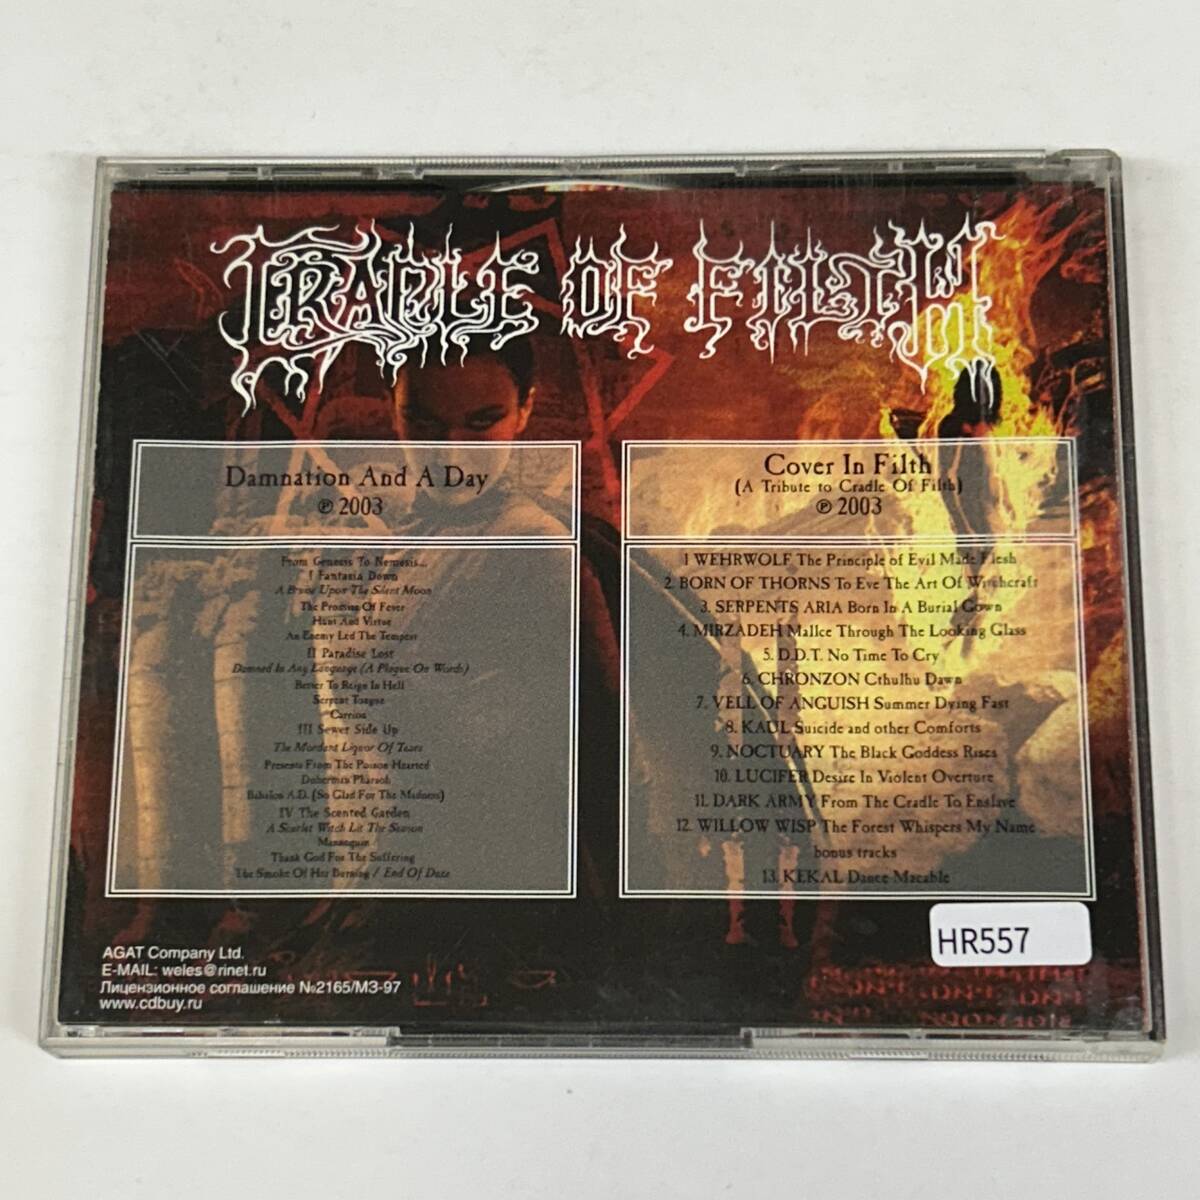 CRADLE OF FILTH
Damnation And A Day
℗ 2003
From Genesis To Nemesis...
I Fantasia Down
A Bruise Upon The Silent Moon
The Promise Of Fever
Hunt And Virtue
An Enemy Led The Tempest
II Paradise Lost
Damned In Any Language (A Plague On Words)
Better To Reign In Hell
Serpent Tongue
Carrion
III Sewer Side Up
The Mordant Liquor Of Tears
Presents From The Poison Hearted
Doberman Pharaoh
Babalon A.D. (So Glad For The Madness)
IV The Scented Garden
A Scarlet Witch Lit The Season
Mannequin
Thank God For The Suffering
The Smoke Of Her Burning / End Of Daze
Cover In Filth
(A Tribute to Cradle Of Filth)
℗ 2003
1 WEHRWOLF The Principle of Evil Made Flesh
2. BORN OF THORNS To Eve The Art Of Witchcraft
3. SERPENTS ARIA Born In A Burial Gown
4. MIRZADEH Mallce Through The Looking Glass
5. D.D.T. No Time To Cry
6. CHRONZON Cthulhu Dawn
7. VELL OF ANGUISH Summer Dying Fast
8. KAUL Suicide and other Comforts
9. NOCTUARY The Black Goddess Rises
10. LUCIFER Desire In Violent Overture
11. DARK ARMY From The Cradle To Enslave
12. WILLOW WISP The Forest Whispers My Name
bonus tracks
13. KEKAL Dance Macable
AGAT Company Ltd.
E-MAIL: weles@rinet.ru
Лицензионное соглашение №2165/МЗ-97
www.cdbuy.ru
HR557